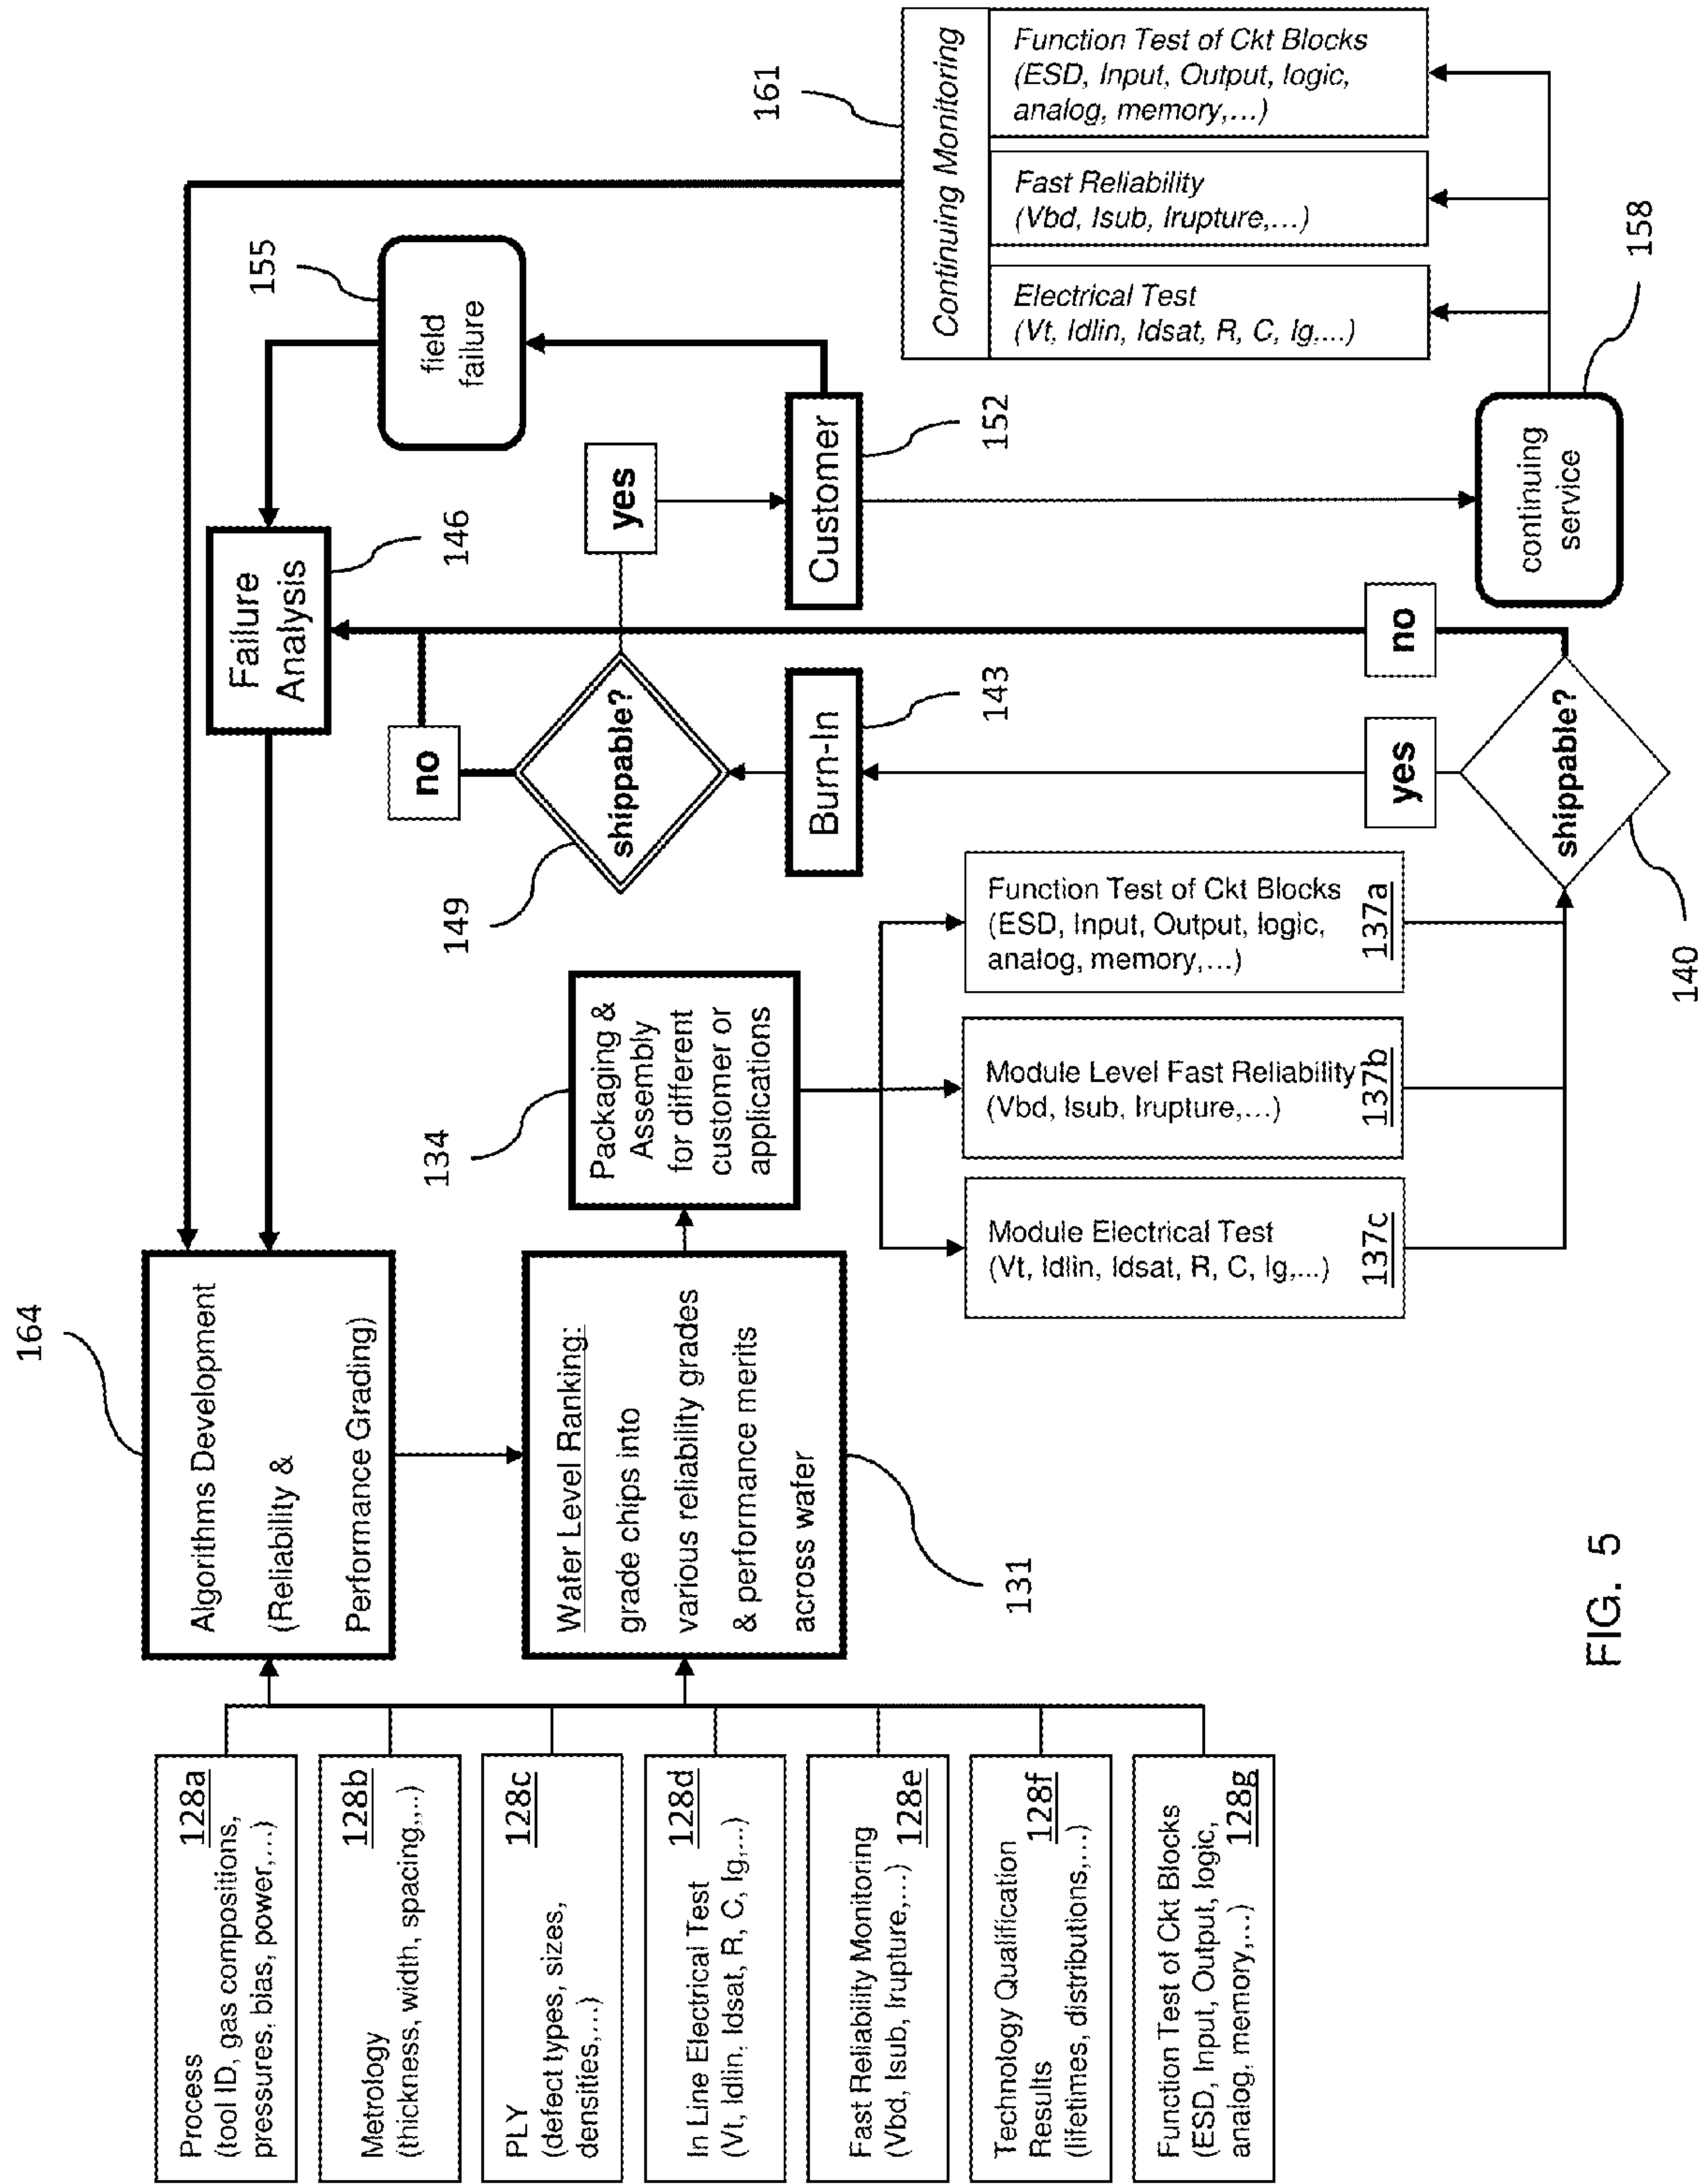 Process
128a
(tool ID, gas compositions,
pressures, bias, power,...)
Metrology
128b
(thickness, width, spacing,,..)
PLY
128c
(defect types, sizes,
densities,...)
In Line Electrical Test
128d
(Vt, Idlin, Idsat, R, C, Ig,...)
Fast Reliability Monitoring
(Vbd, Isub, Irupture,...)
128e
Technology Qualification
Results
128f
(lifetimes, distributions,...)
Function Test of Ckt Blocks
(ESD, Input, Output, logic,
analog, memory,...)
128g
164
Algorithms Development
(Reliability &
Performance Grading)
Wafer Level Ranking:
grade chips into
various reliability grades
& performance merits
across wafer
131
134
Packaging &
Assembly
for different
customer or
applications
Module Electrical Test
(Vt, Idlin, Idsat, R, C, Ig,...)
137c
Module Level Fast Reliability
(Vbd, Isub, Irupture,...)
137b
Function Test of Ckt Blocks
(ESD, Input, Output, logic,
analog, memory,...)
137a
shippable?
140
yes
no
Burn-In
143
shippable?
149
no
yes
Failure
Analysis
146
Customer
152
field
failure
155
continuing
service
158
161
Continuing Monitoring
Electrical Test
(Vt, Idlin, Idsat, R, C, Ig,...)
Fast Reliability
(Vbd, Isub, Irupture,...)
Function Test of Ckt Blocks
(ESD, Input, Output, logic,
analog, memory,...)
FIG. 5